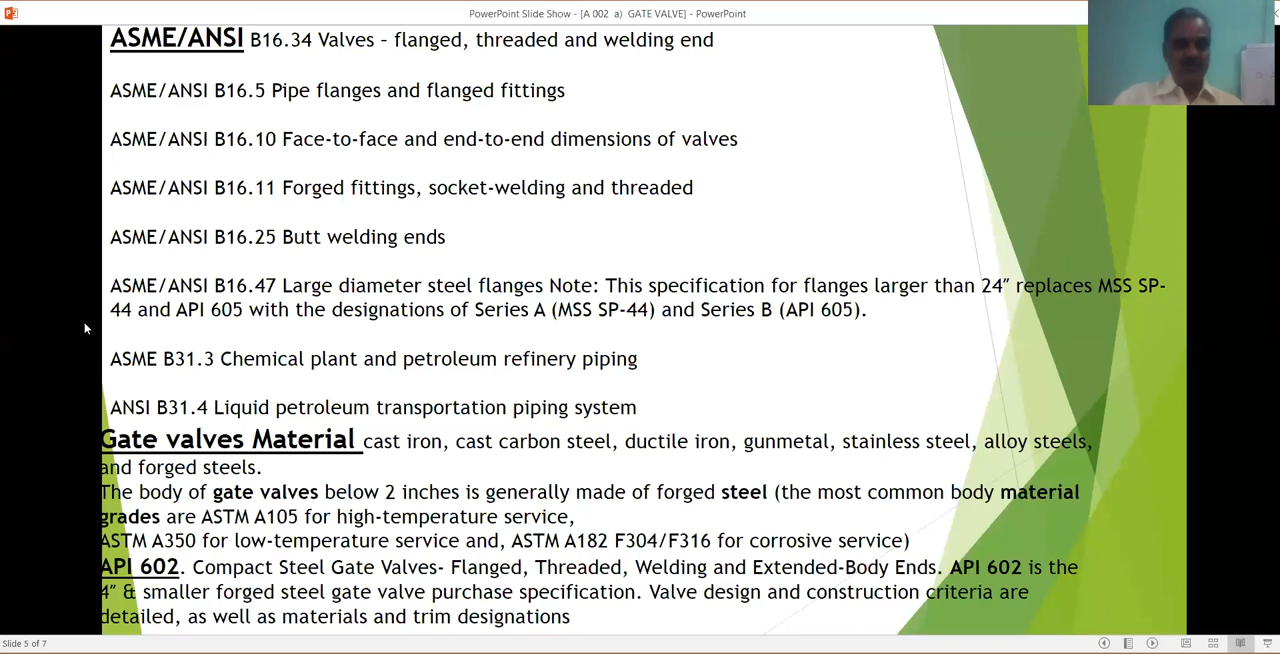 PowerPoint Slide Show - [A 002 a) GATE VALVE] - PowerPoint
ASME/ANSI B16.34 Valves – flanged, threaded and welding end
ASME/ANSI B16.5 Pipe flanges and flanged fittings
ASME/ANSI B16.10 Face-to-face and end-to-end dimensions of valves
ASME/ANSI B16.11 Forged fittings, socket-welding and threaded
ASME/ANSI B16.25 Butt welding ends
ASME/ANSI B16.47 Large diameter steel flanges Note: This specification for flanges larger than 24″ replaces MSS SP-
44 and API 605 with the designations of Series A (MSS SP-44) and Series B (API 605).
ASME B31.3 Chemical plant and petroleum refinery piping
ANSI B31.4 Liquid petroleum transportation piping system
Gate valves Material cast iron, cast carbon steel, ductile iron, gunmetal, stainless steel, alloy steels,
and forged steels.
The body of gate valves below 2 inches is generally made of forged steel (the most common body material
grades are ASTM A105 for high-temperature service,
ASTM A350 for low-temperature service and, ASTM A182 F304/F316 for corrosive service)
API 602. Compact Steel Gate Valves- Flanged, Threaded, Welding and Extended-Body Ends. API 602 is the
4″ & smaller forged steel gate valve purchase specification. Valve design and construction criteria are
detailed, as well as materials and trim designations
Slide 5 of 7